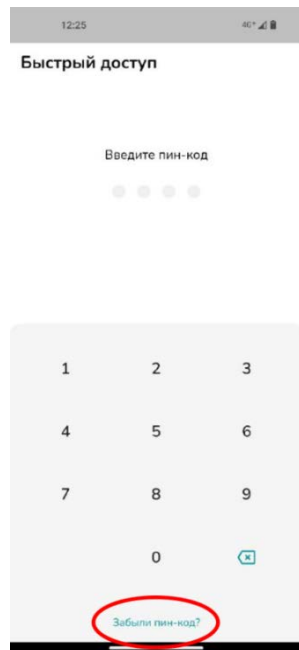 12:25 4G+
Быстрый доступ
Введите пин-код
1 2 3
4 5 6
7 8 9
0
Забыли пин-код?